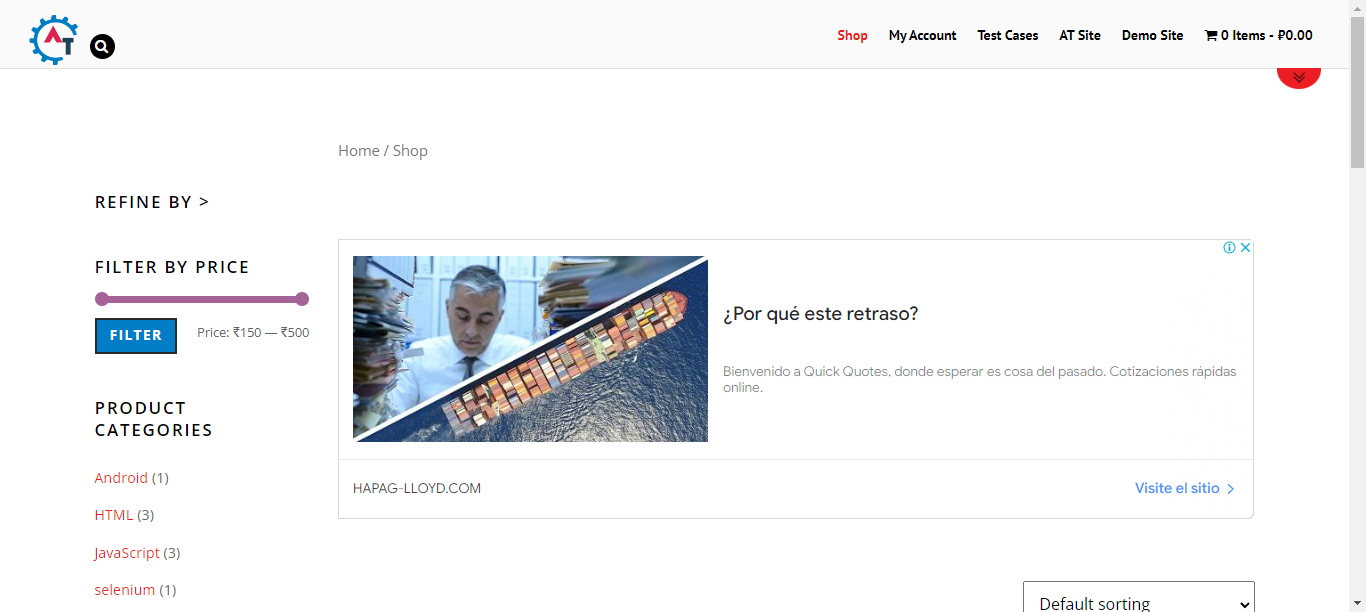 AT
Shop My Account Test Cases AT Site Demo Site 0 Items - ₽0.00
Home / Shop
REFINE BY >
FILTER BY PRICE
FILTER Price: ₹150 — ₹500
PRODUCT
CATEGORIES
Android (1)
HTML (3)
JavaScript (3)
selenium (1)
¿Por qué este retraso?
Bienvenido a Quick Quotes, donde esperar es cosa del pasado. Cotizaciones rápidas
online.
HAPAG-LLOYD.COM Visite el sitio >
Default sorting